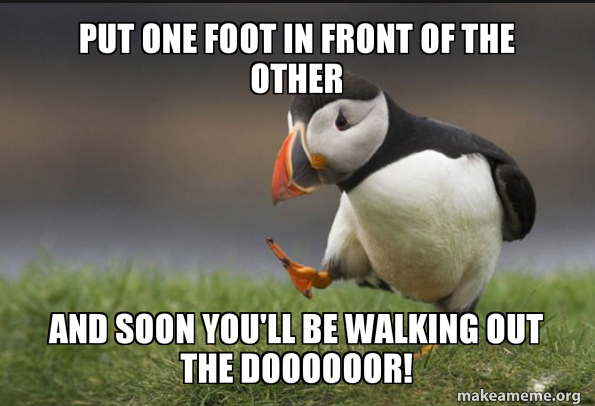 PUT ONE FOOT IN FRONT OF THE
OTHER
AND SOON YOU'LL BE WALKING OUT
THE DOOOOOOR!
makeameme.org